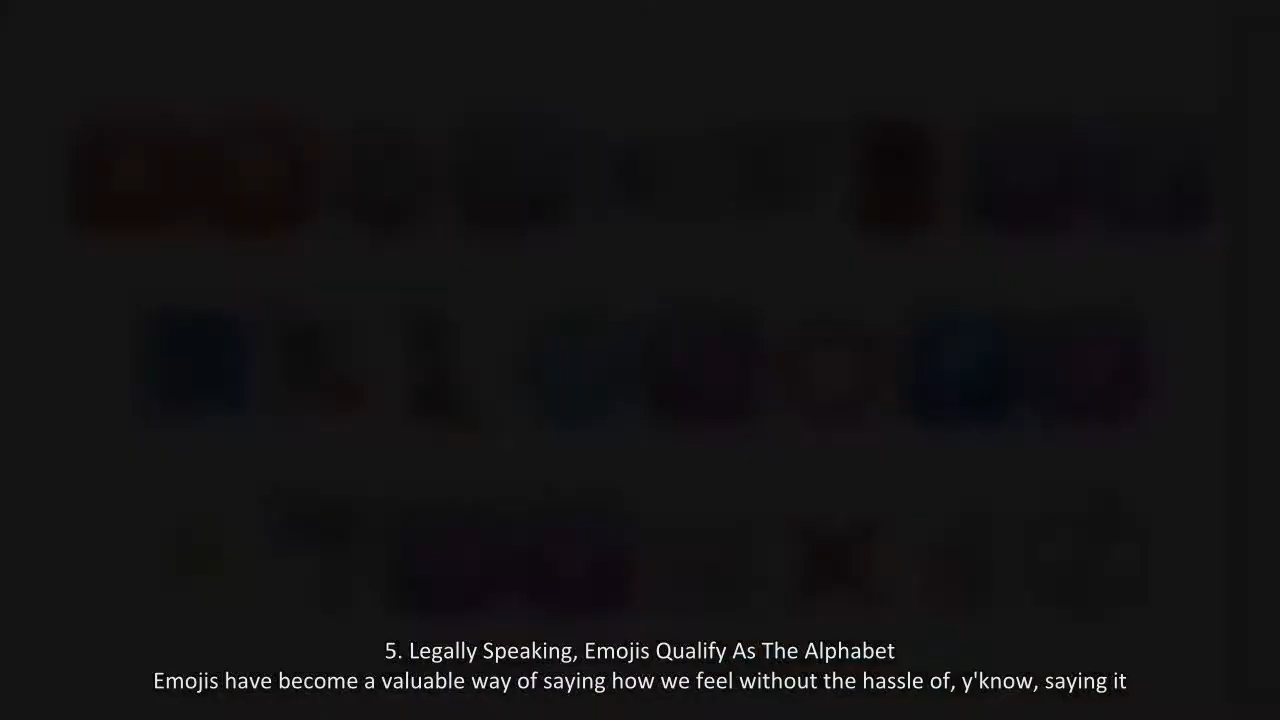 5. Legally Speaking, Emojis Qualify As The Alphabet
Emojis have become a valuable way of saying how we feel without the hassle of, y'know, saying it